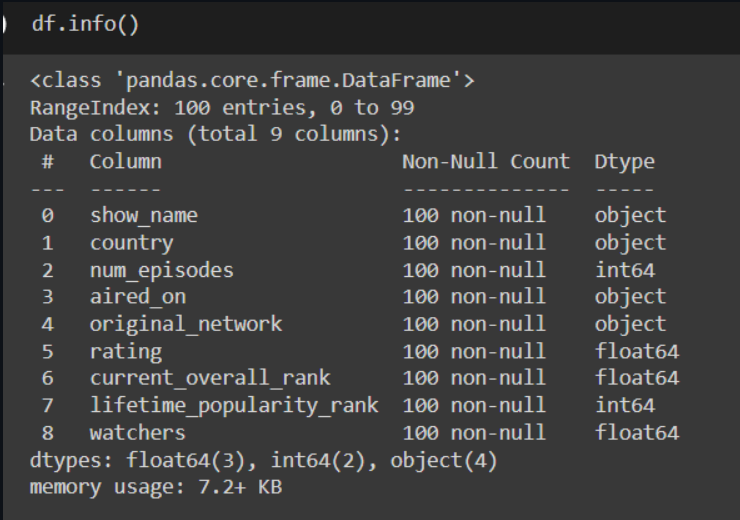 df.info()
<class 'pandas.core.frame.DataFrame'>
RangeIndex: 100 entries, 0 to 99
Data columns (total 9 columns):
 #   Column                    Non-Null Count  Dtype
---  ------                    --------------  -----
 0   show_name                 100 non-null    object
 1   country                   100 non-null    object
 2   num_episodes              100 non-null    int64
 3   aired_on                  100 non-null    object
 4   original_network          100 non-null    object
 5   rating                    100 non-null    float64
 6   current_overall_rank      100 non-null    float64
 7   lifetime_popularity_rank  100 non-null    int64
 8   watchers                  100 non-null    float64
dtypes: float64(3), int64(2), object(4)
memory usage: 7.2+ KB